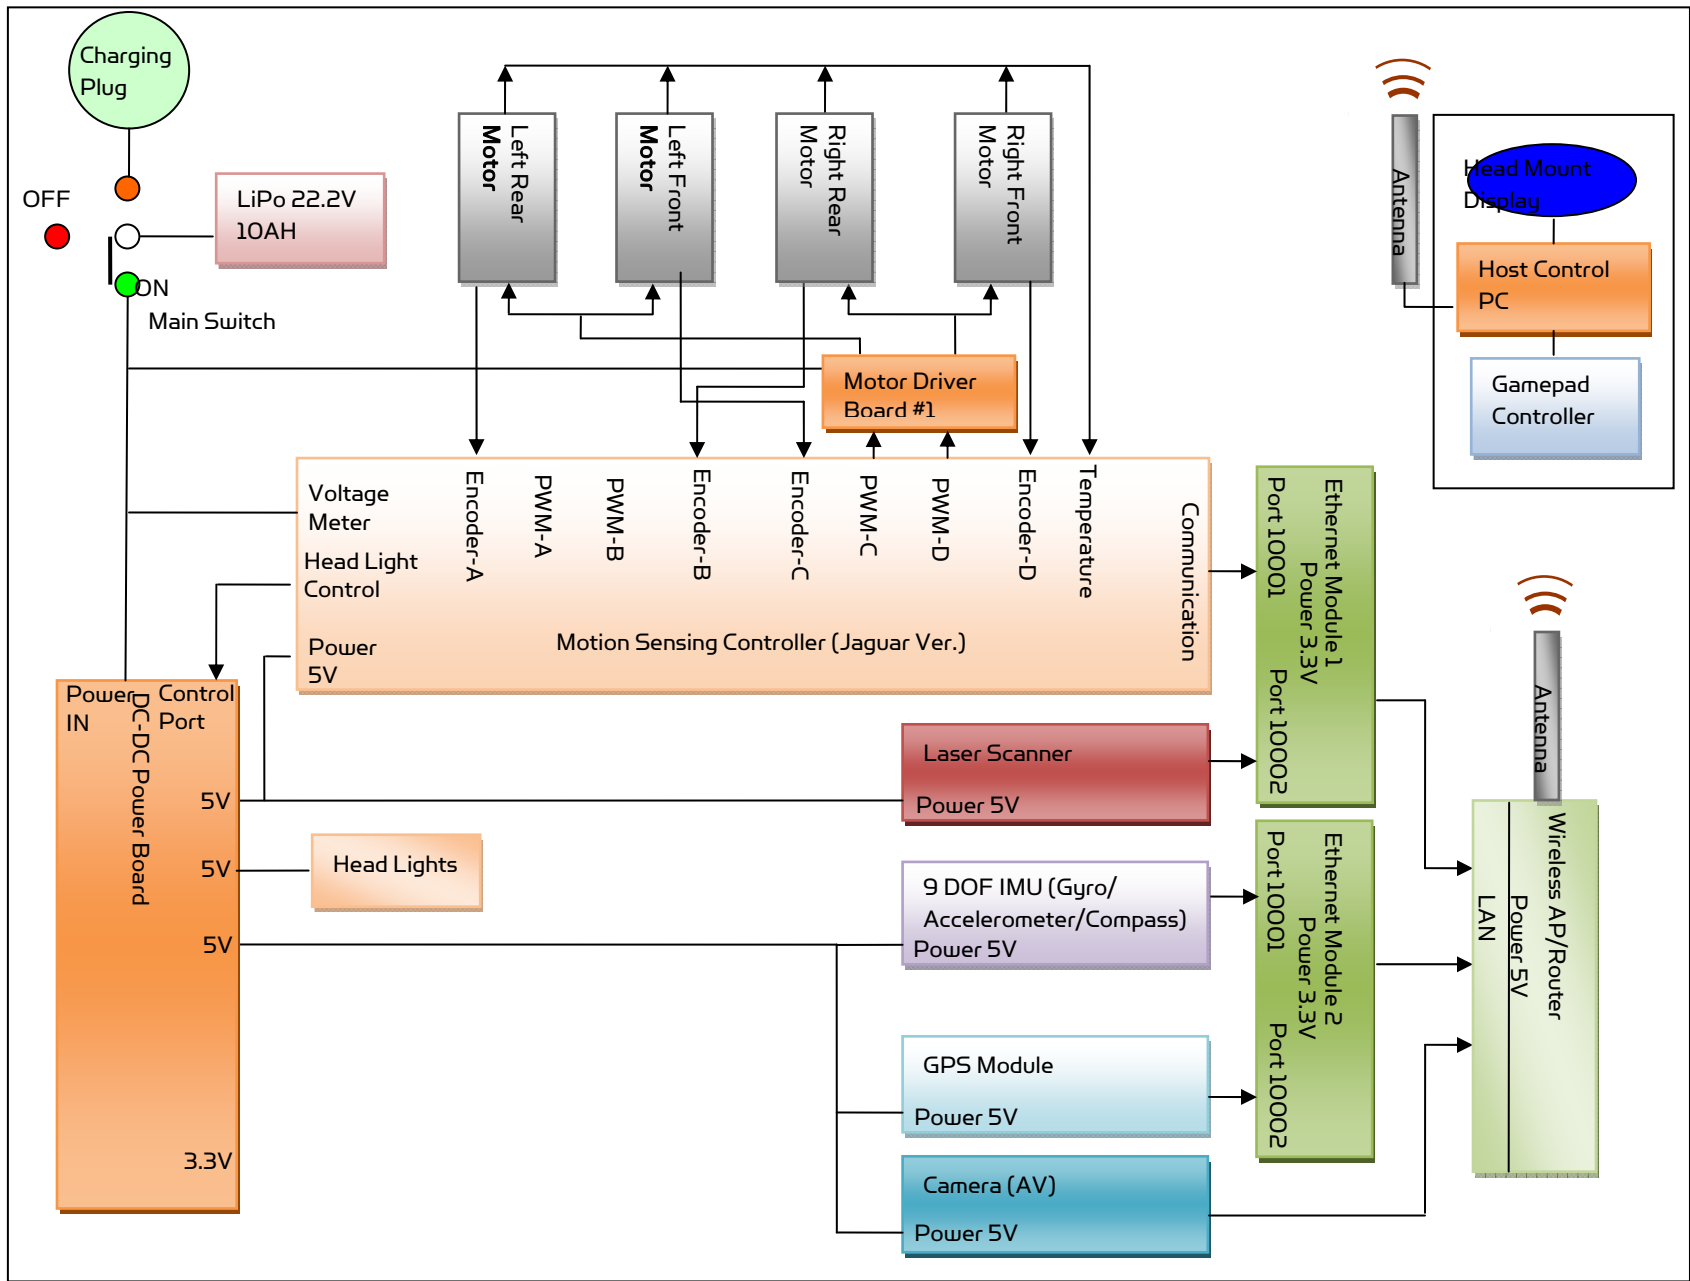 Charging
Plug
OFF
LiPo 22.2V
10AH
ON
Main Switch
Left Rear
Motor
Left Front
Motor
Right Rear
Motor
Right Front
Motor
Antenna
Head Mount
Display
Host Control
PC
Gamepad
Controller
Motor Driver
Board #1
Voltage
Meter
Head Light
Control
Power
5V
Encoder-A
PWM-A
PWM-B
Encoder-B
Encoder-C
PWM-C
PWM-D
Encoder-D
Temperature
Communication
Motion Sensing Controller (Jaguar Ver.)
Ethernet Module 1
Power 3.3V
Port 10001
Port 10002
Power
IN
DC-DC Power Board
Control
Port
5V
5V
5V
3.3V
Head Lights
Laser Scanner
Power 5V
9 DOF IMU (Gyro/
Accelerometer/Compass)
Power 5V
GPS Module
Power 5V
Camera (AV)
Power 5V
Ethernet Module 2
Power 3.3V
Port10001
Port 10002
Antenna
Wireless AP/Router
Power 5V
LAN